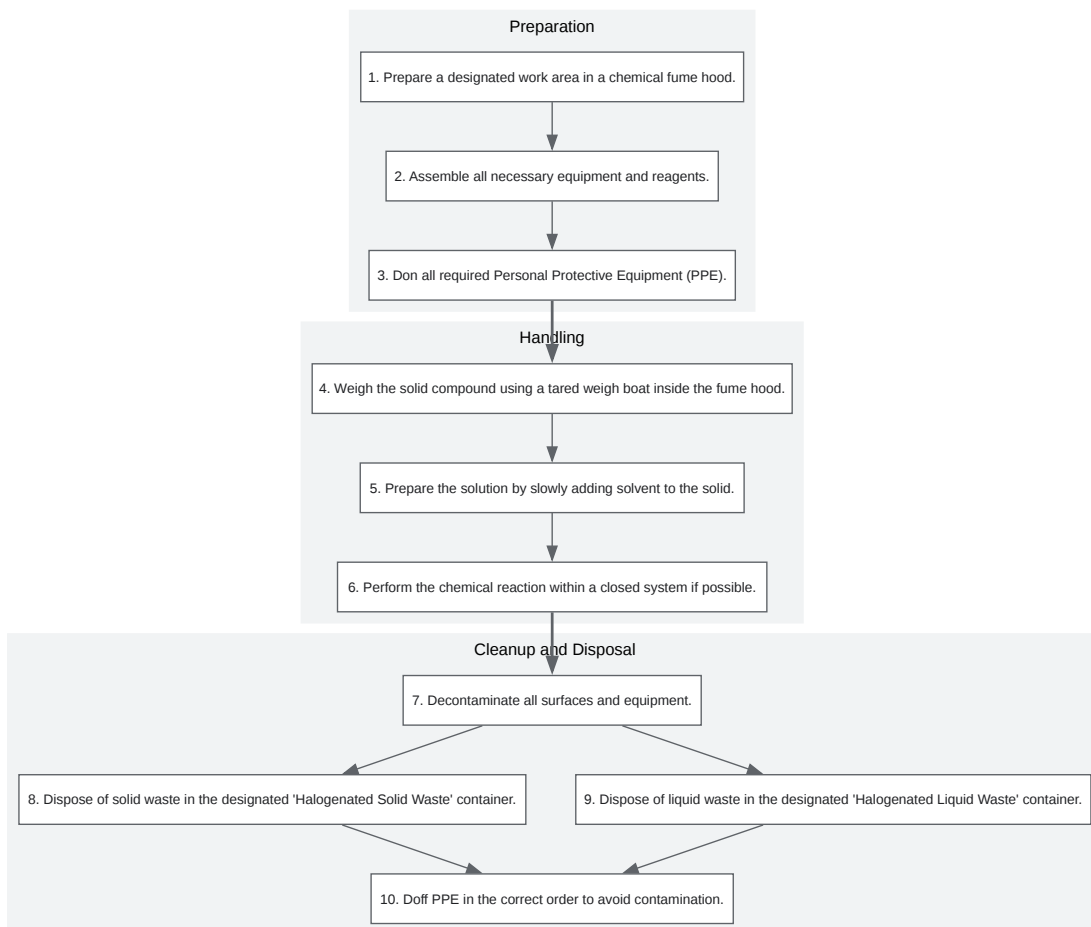 Preparation
1. Prepare a designated work area in a chemical fume hood.
2. Assemble all necessary equipment and reagents.
3. Don all required Personal Protective Equipment (PPE).
Handling
4. Weigh the solid compound using a tared weigh boat inside the fume hood.
5. Prepare the solution by slowly adding solvent to the solid.
6. Perform the chemical reaction within a closed system if possible.
Cleanup and Disposal
7. Decontaminate all surfaces and equipment.
8. Dispose of solid waste in the designated 'Halogenated Solid Waste' container.
9. Dispose of liquid waste in the designated 'Halogenated Liquid Waste' container.
10. Doff PPE in the correct order to avoid contamination.